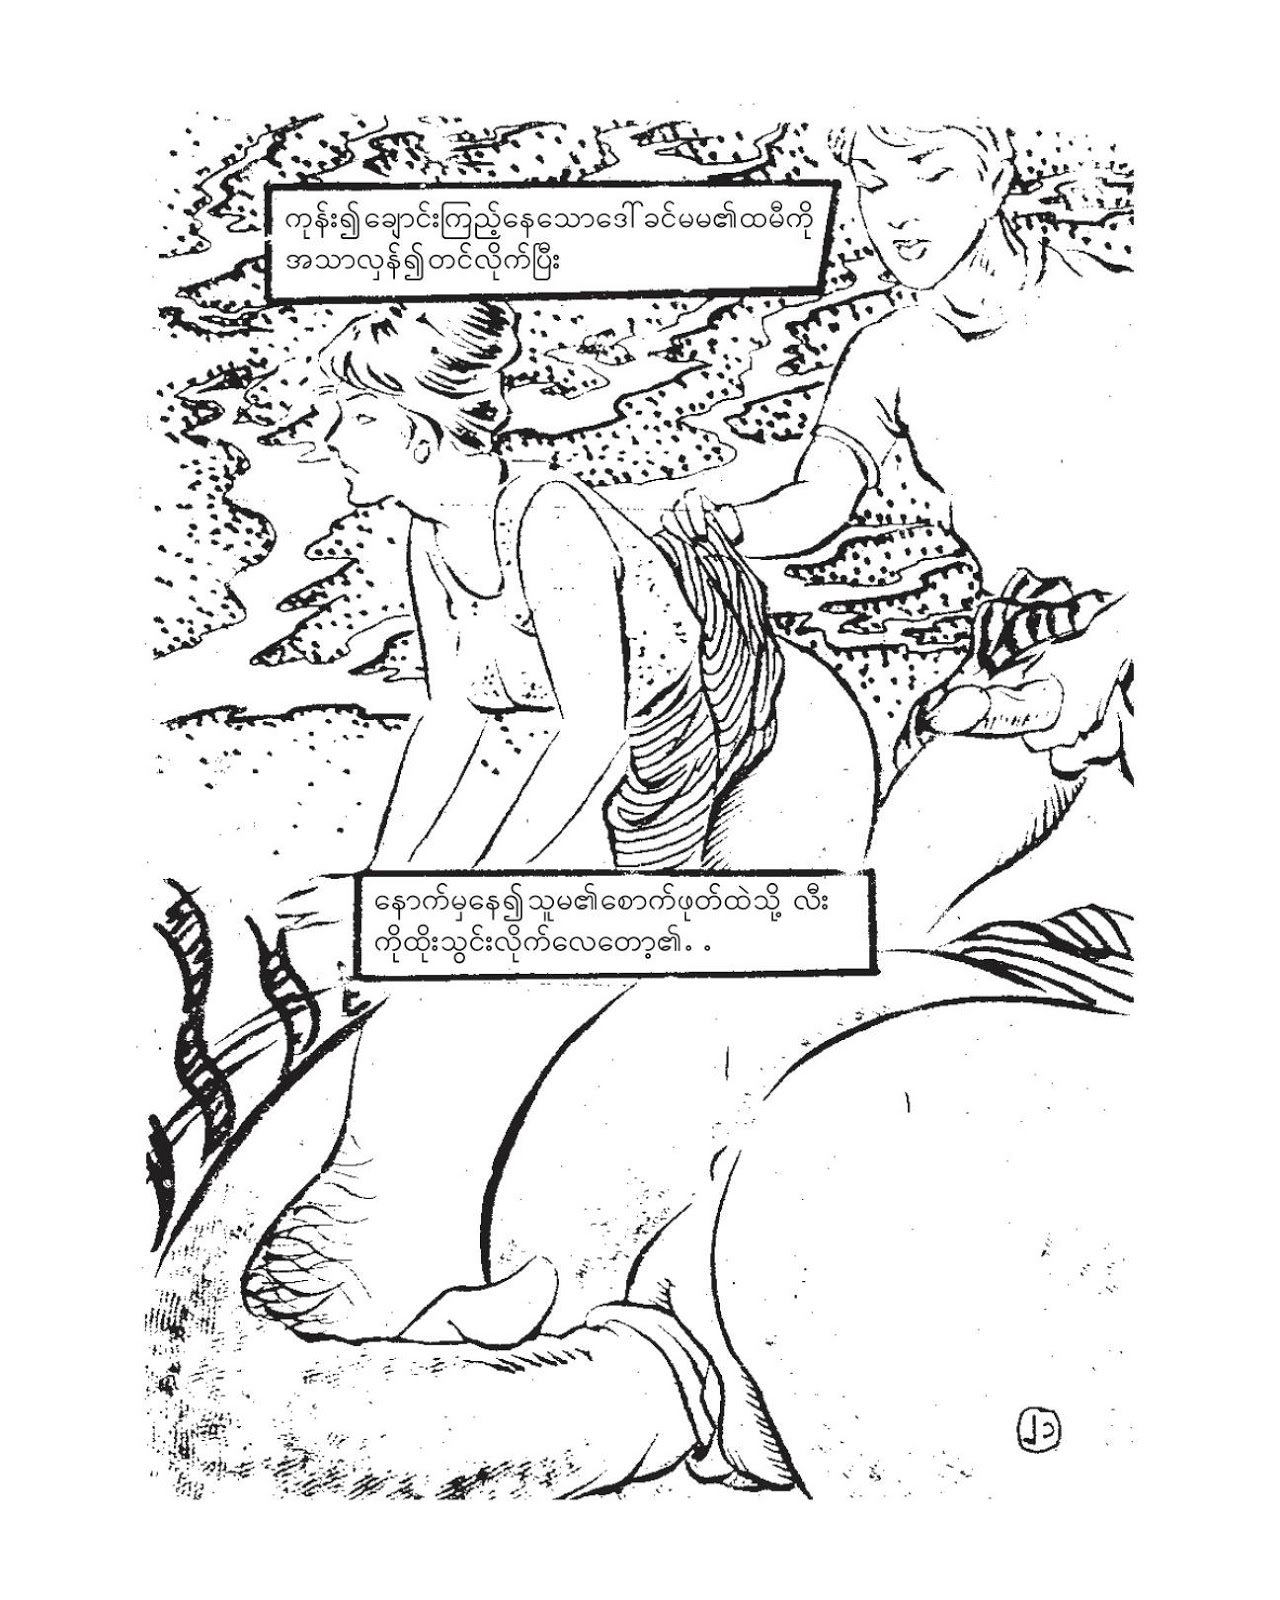 ကုန်း၍ချောင်းကြည့်နေသောဒေါ်ခင်မမ၏ထမီကို
အသာလှန်၍တင်လိုက်ပြီး
နောက်မှနေ၍သူမ၏စောက်ဖုတ်ထဲသို့ လီး
ကိုထိုးသွင်းလိုက်လေတော့၏. .
၂၁